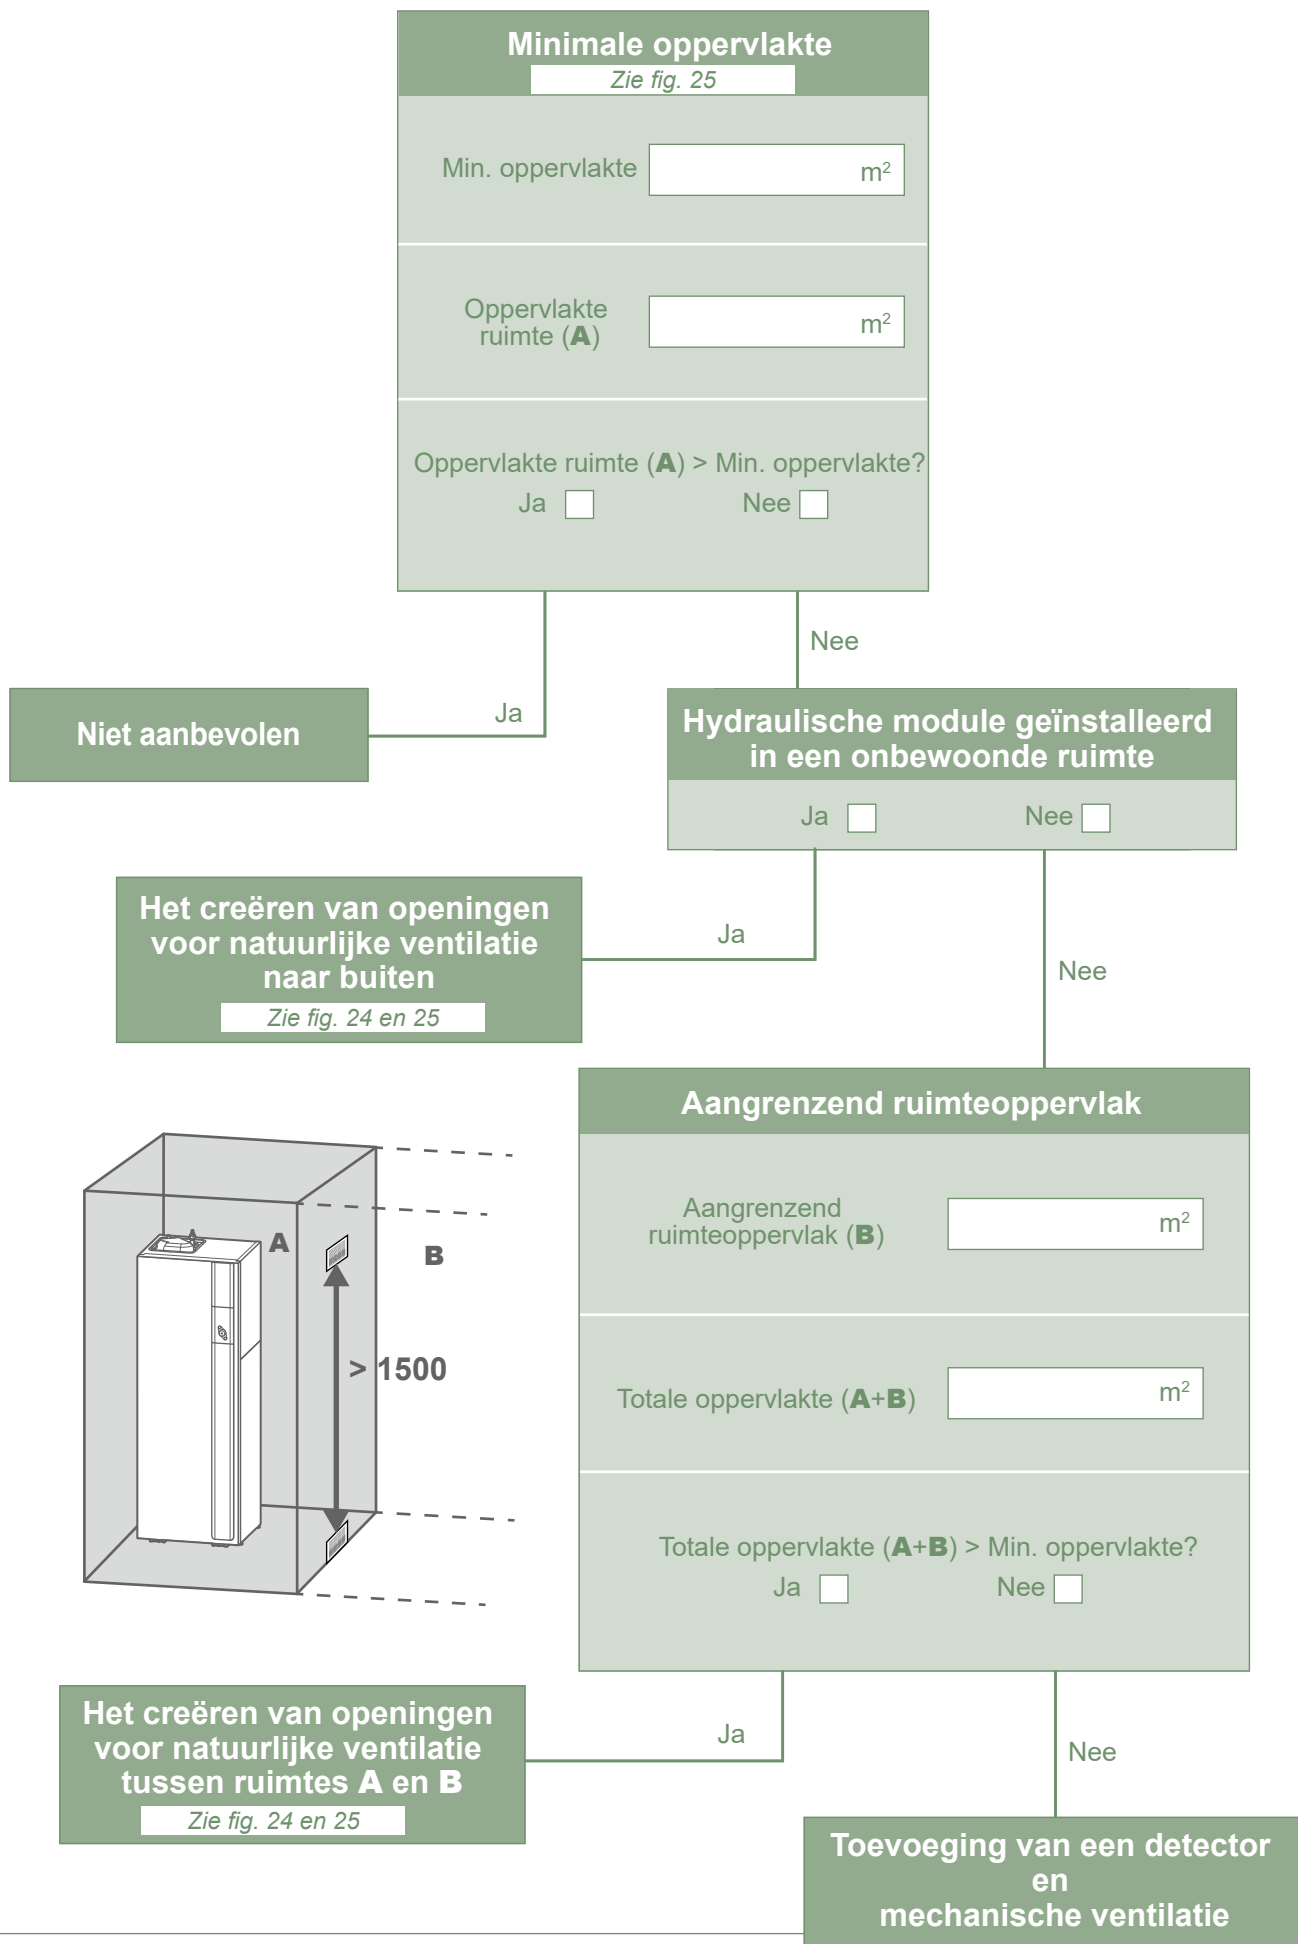 Minimale oppervlakte
Zie fig. 25
Min. oppervlakte
m²
Oppervlakte
ruimte (A)
m²
Oppervlakte ruimte (A) > Min. oppervlakte?
Ja
Nee
Nee
Ja
Niet aanbevolen
Hydraulische module geïnstalleerd
in een onbewoonde ruimte
Ja
Nee
Het creëren van openingen
voor natuurlijke ventilatie
naar buiten
Zie fig. 24 en 25
Ja
Nee
Aangrenzend ruimteoppervlak
Aangrenzend
ruimteoppervlak (B)
m²
Totale oppervlakte (A+B)
m²
Totale oppervlakte (A+B) > Min. oppervlakte?
Ja
Nee
A
B
> 1500
Het creëren van openingen
voor natuurlijke ventilatie
tussen ruimtes A en B
Zie fig. 24 en 25
Ja
Nee
Toevoeging van een detector
en
mechanische ventilatie